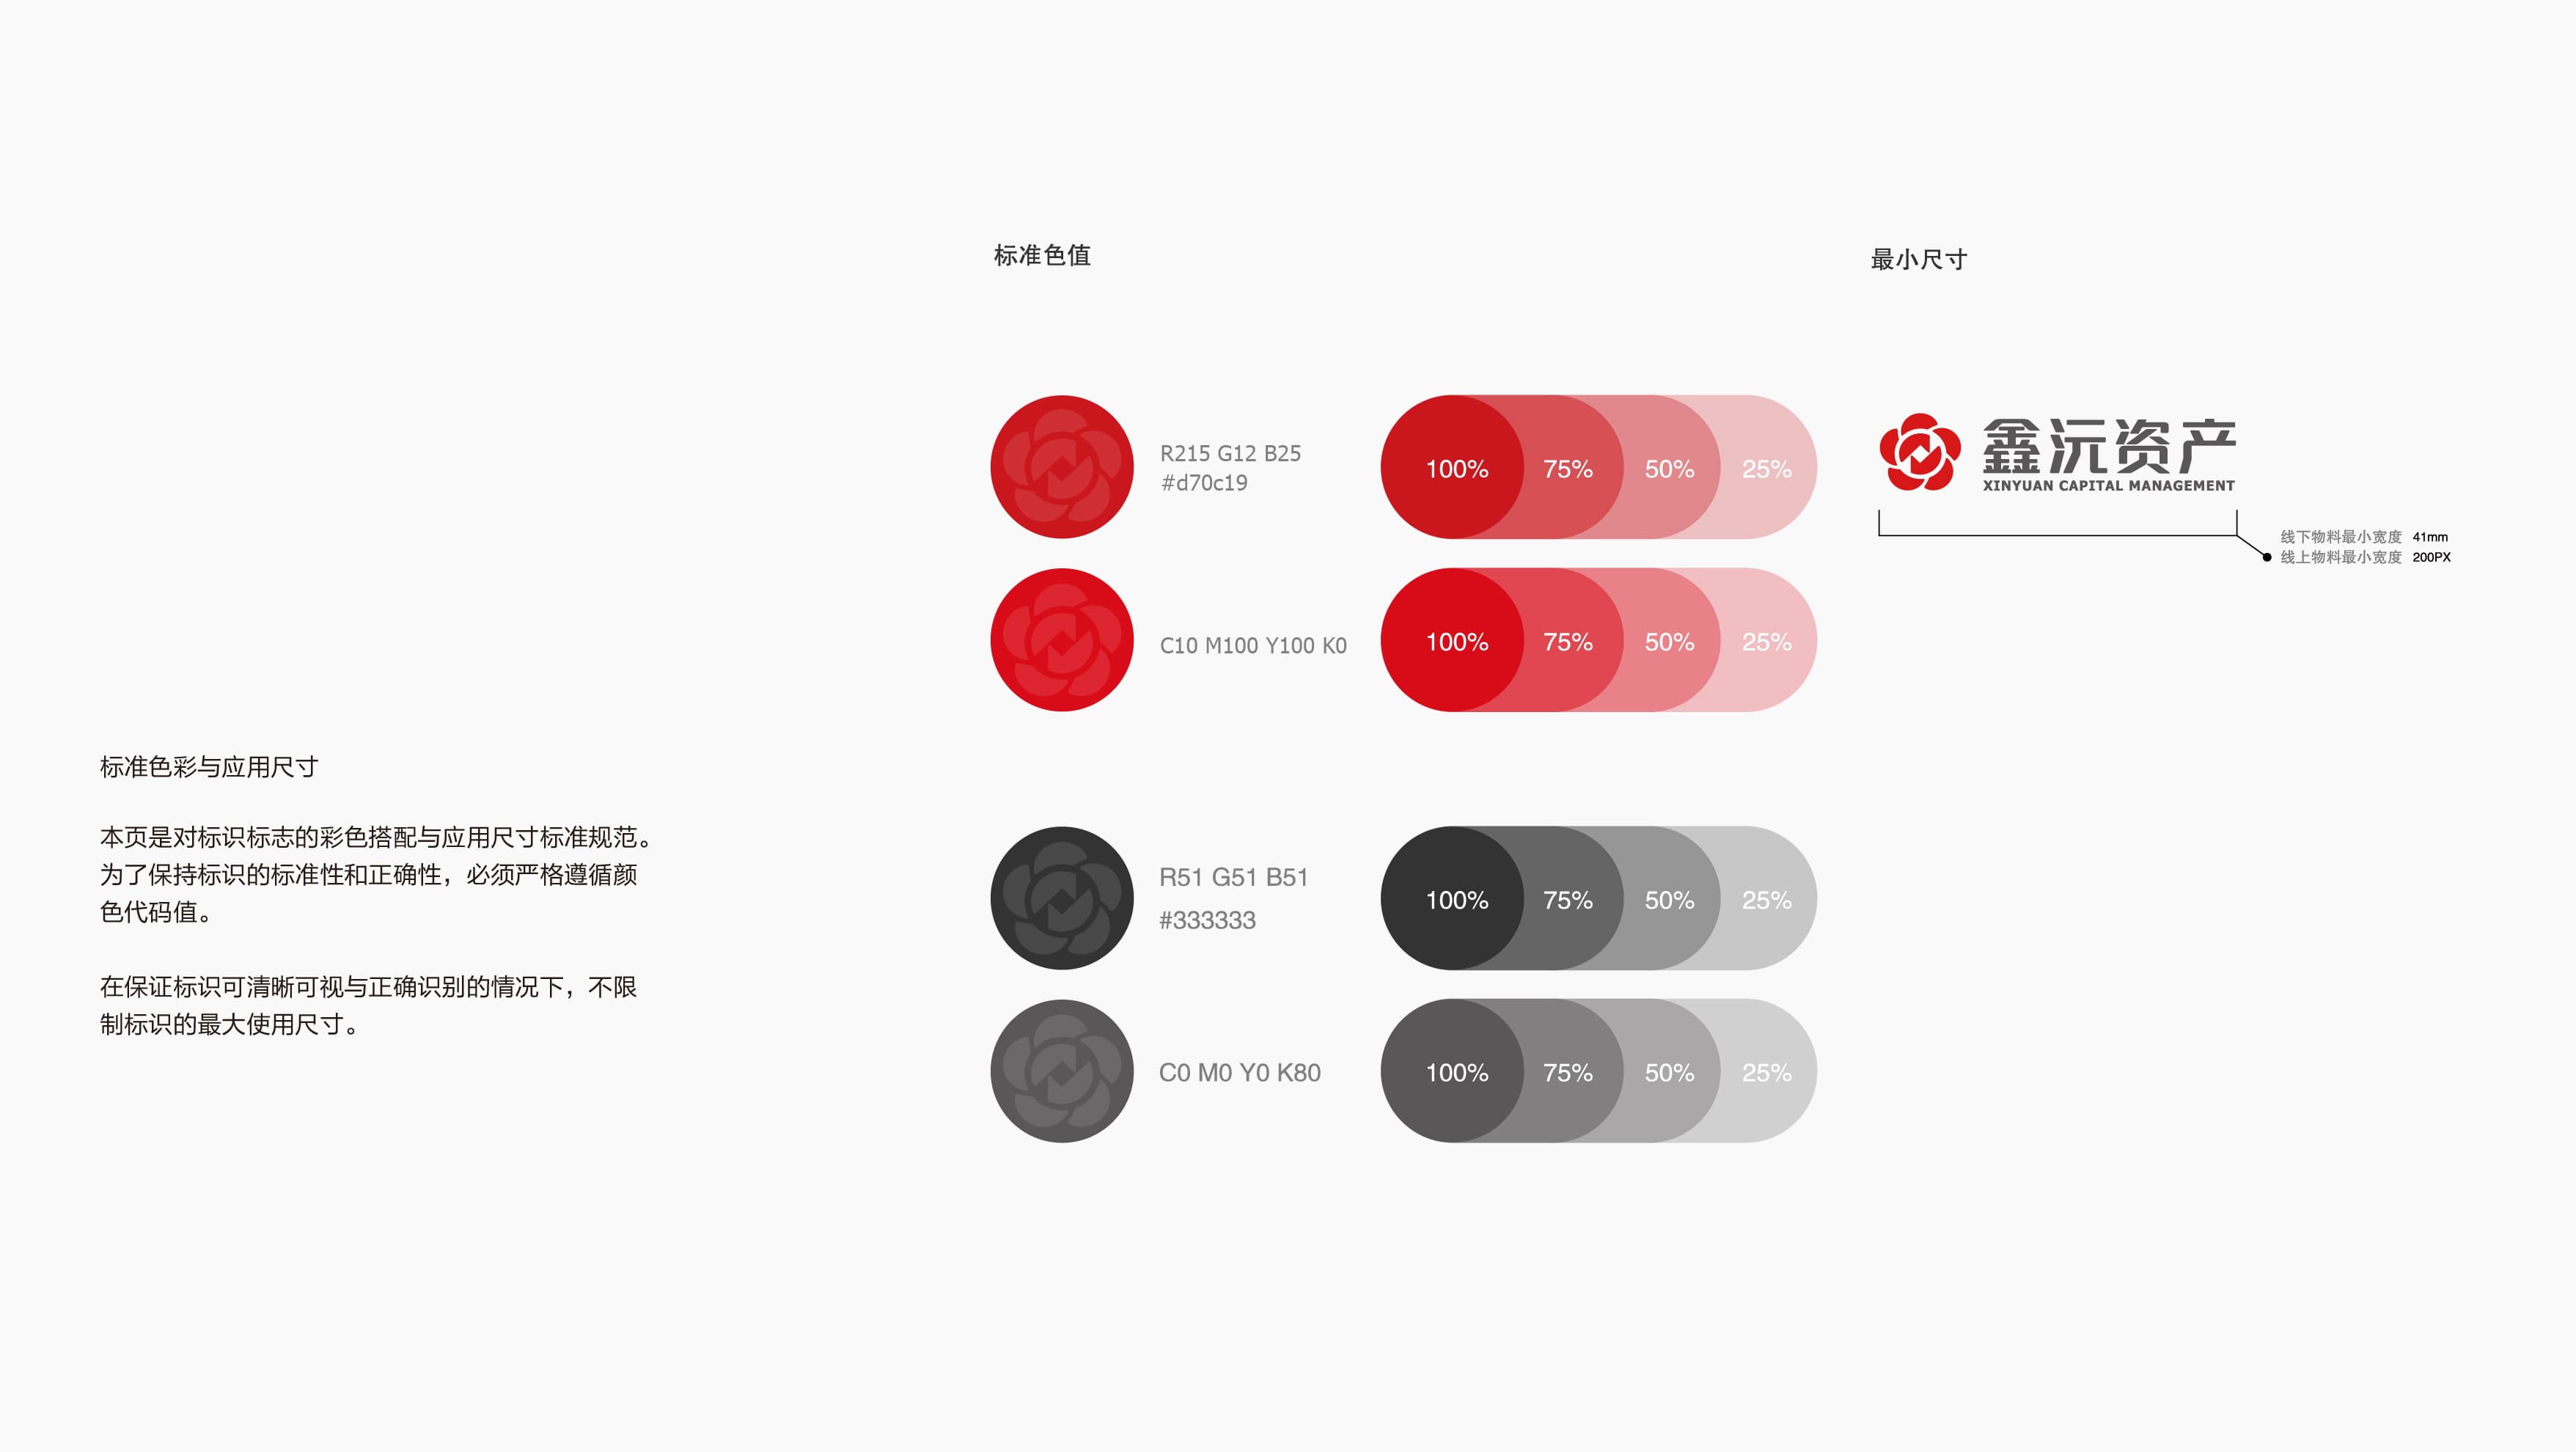 标准色值
最小尺寸
R215 G12 B25
#d70c19
100% 75% 50% 25%
鑫沅资产
XINYUAN CAPITAL MANAGEMENT
线下物料最小宽度 41mm
线上物料最小宽度 200PX
C10 M100 Y100 K0
100% 75% 50% 25%
标准色彩与应用尺寸
本页是对标识标志的彩色搭配与应用尺寸标准规范。
为了保持标识的标准性和正确性，必须严格遵循颜
色代码值。
在保证标识可清晰可视与正确识别的情况下，不限
制标识的最大使用尺寸。
R51 G51 B51
#333333
100% 75% 50% 25%
C0 M0 Y0 K80
100% 75% 50% 25%